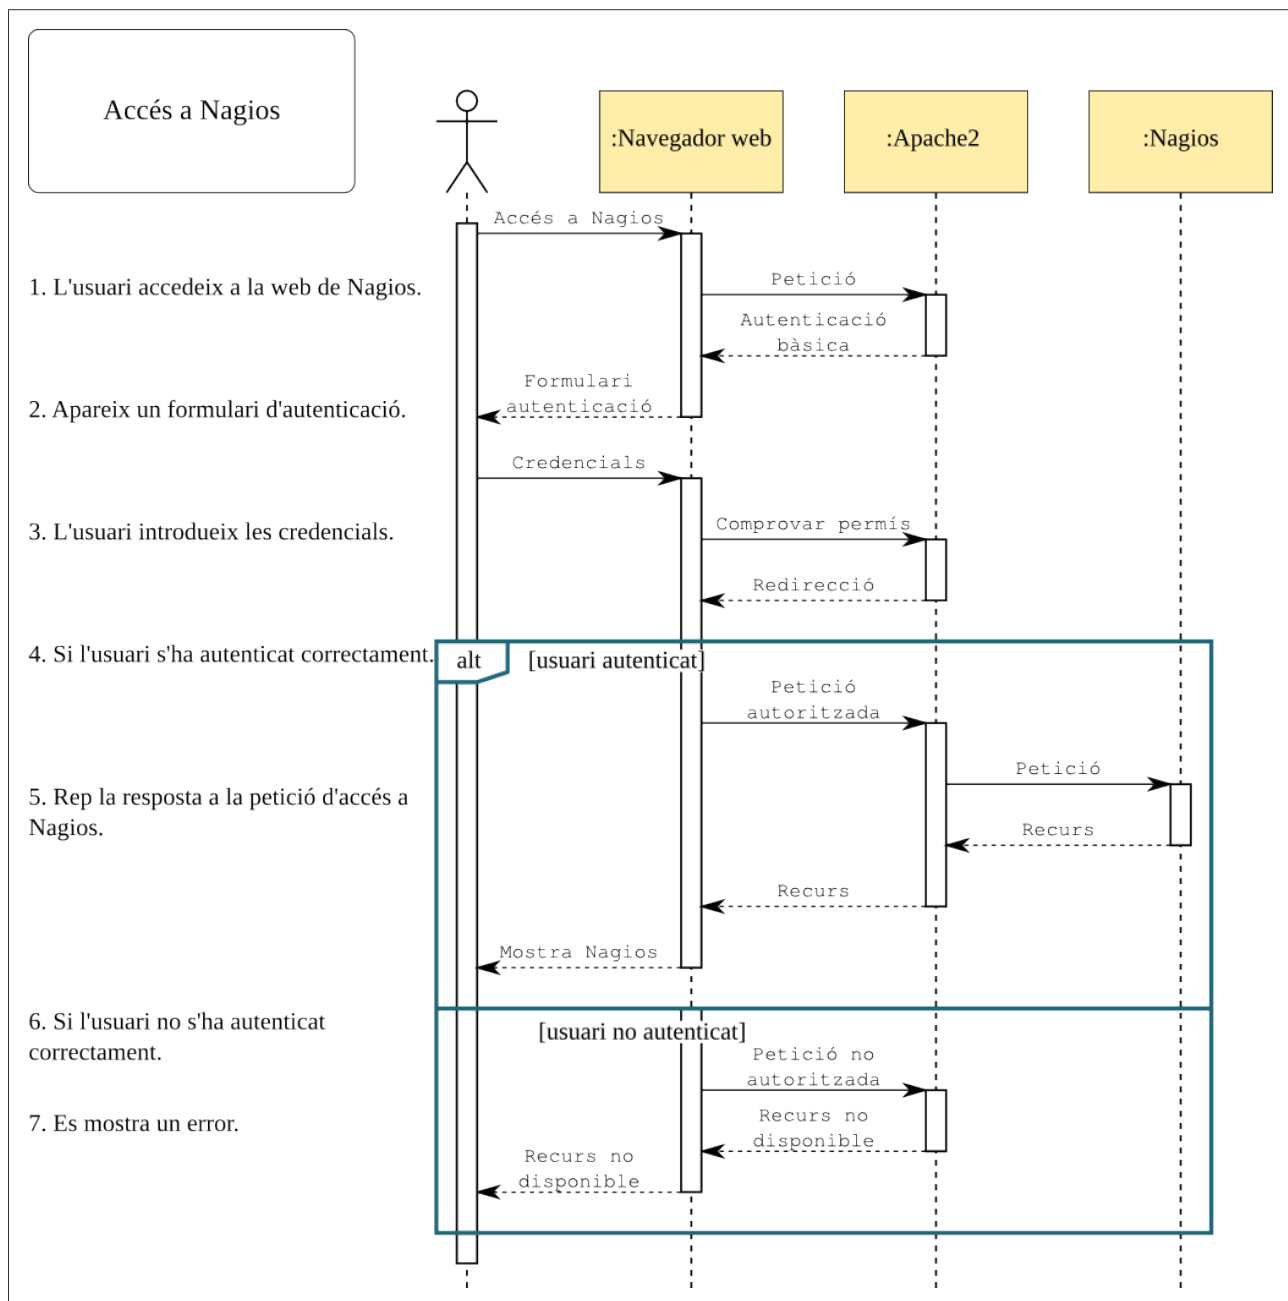 Accés a Nagios
:Navegador web
:Apache2
:Nagios
Accés a Nagios
1. L'usuari accedeix a la web de Nagios.
Petició
Autenticació
bàsica
Formulari
autenticació
2. Apareix un formulari d'autenticació.
Credencials
3. L'usuari introdueix les credencials.
Comprovar permís
Redirecció
4. Si l'usuari s'ha autenticat correctament.
alt
[usuari autenticat]
Petició
autoritzada
Petició
5. Rep la resposta a la petició d'accés a
Nagios.
Recurs
Recurs
Mostra Nagios
6. Si l'usuari no s'ha autenticat
correctament.
[usuari no autenticat]
Petició no
autoritzada
7. Es mostra un error.
Recurs no
disponible
Recurs no
disponible